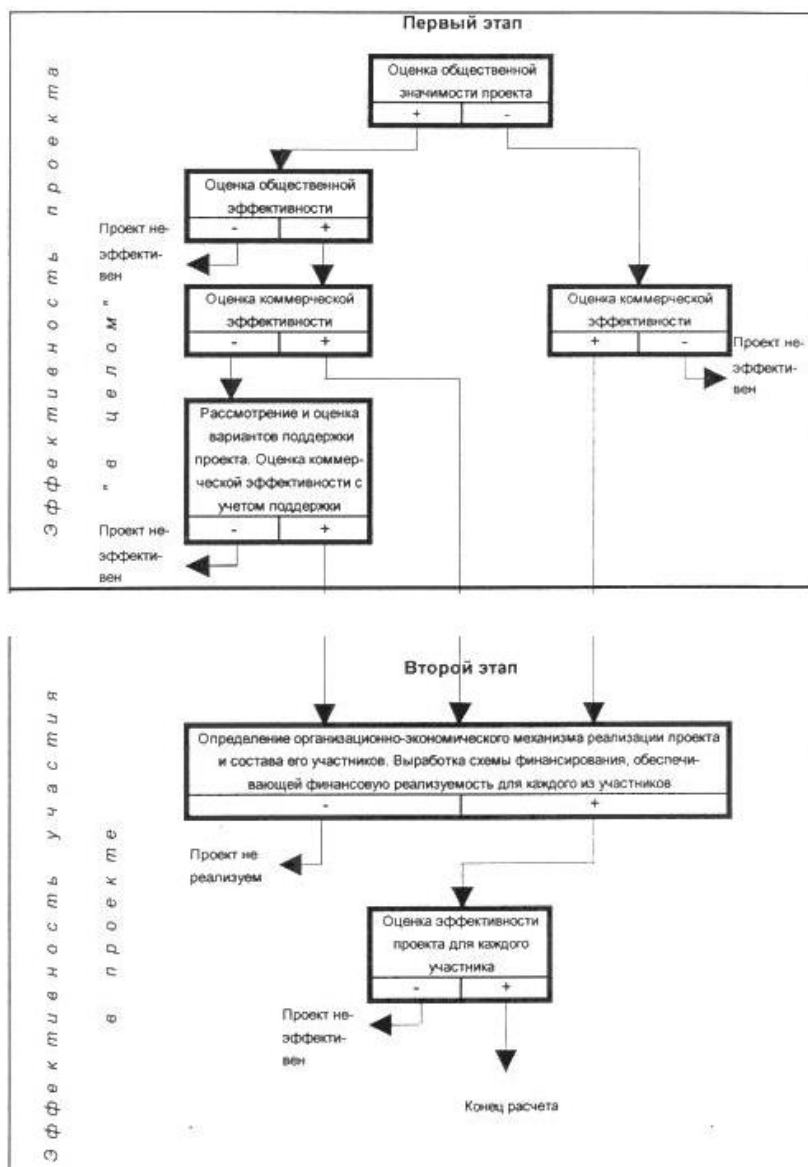 Первый этап
Эффективность проекта
"в целом"
Оценка общественной
значимости проекта
+ -
Оценка общественной
эффективности
- +
Проект не-
эффекти-
вен
Оценка коммерческой
эффективности
- +
Оценка коммерческой
эффективности
+ -
Проект не-
эффекти-
вен
Рассмотрение и оценка
вариантов поддержки
проекта. Оценка коммер-
ческой эффективности с
учетом поддержки
- +
Проект не-
эффекти-
вен
Второй этап
Эффективность участия
в проекте
Определение организационно-экономического механизма реализации проекта
и состава его участников. Выработка схемы финансирования, обеспечи-
вающей финансовую реализуемость для каждого из участников
- +
Проект не
реализуем
Оценка эффективности
проекта для каждого
участника
- +
Проект не-
эффекти-
вен
Конец расчета